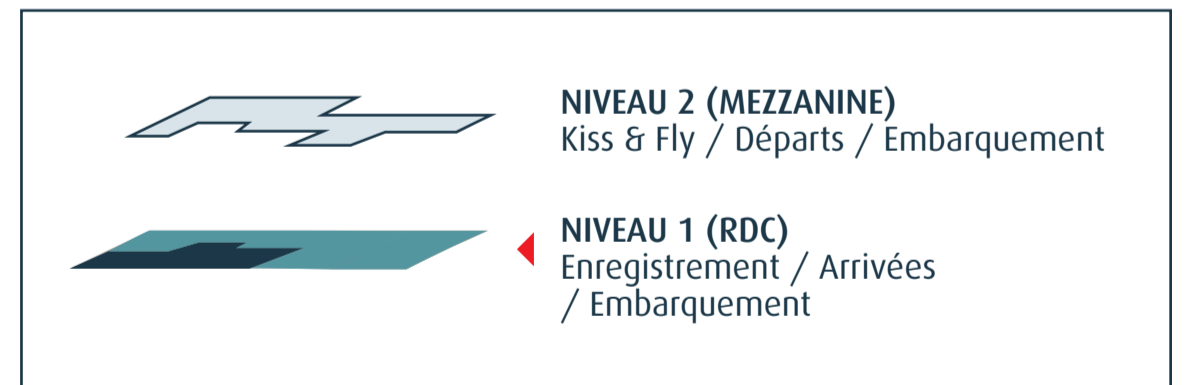 NIVEAU 2 (MEZZANINE)
Kiss & Fly / Départs / Embarquement
NIVEAU 1 (RDC)
Enregistrement / Arrivées
/ Embarquement